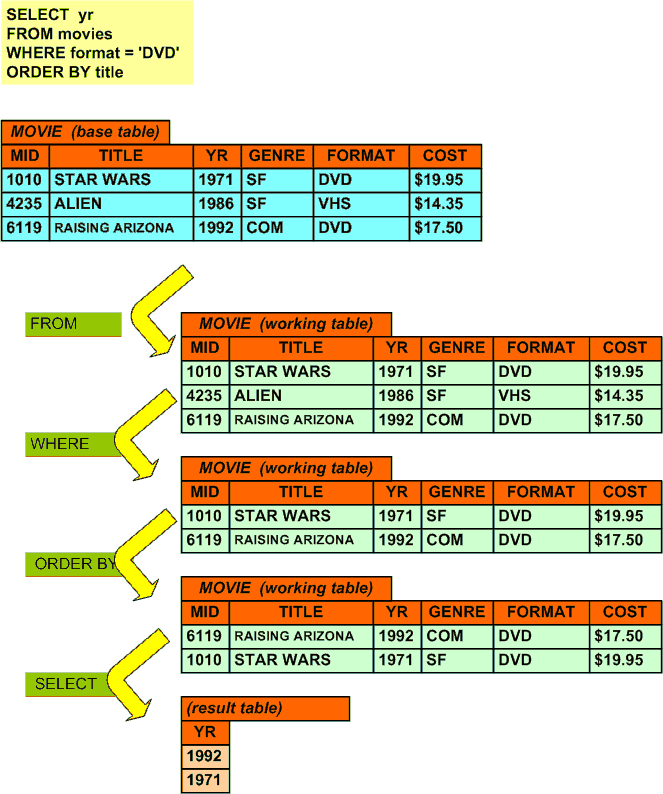 SELECT yr
FROM movies
WHERE format = 'DVD'
ORDER BY title
MOVIE (base table)
MID TITLE YR GENRE FORMAT COST
1010 STAR WARS 1971 SF DVD $19.95
4235 ALIEN 1986 SF VHS $14.35
6119 RAISING ARIZONA 1992 COM DVD $17.50
FROM
MOVIE (working table)
MID TITLE YR GENRE FORMAT COST
1010 STAR WARS 1971 SF DVD $19.95
4235 ALIEN 1986 SF VHS $14.35
6119 RAISING ARIZONA 1992 COM DVD $17.50
WHERE
MOVIE (working table)
MID TITLE YR GENRE FORMAT COST
1010 STAR WARS 1971 SF DVD $19.95
6119 RAISING ARIZONA 1992 COM DVD $17.50
ORDER BY
MOVIE (working table)
MID TITLE YR GENRE FORMAT COST
6119 RAISING ARIZONA 1992 COM DVD $17.50
1010 STAR WARS 1971 SF DVD $19.95
SELECT
(result table)
YR
1992
1971